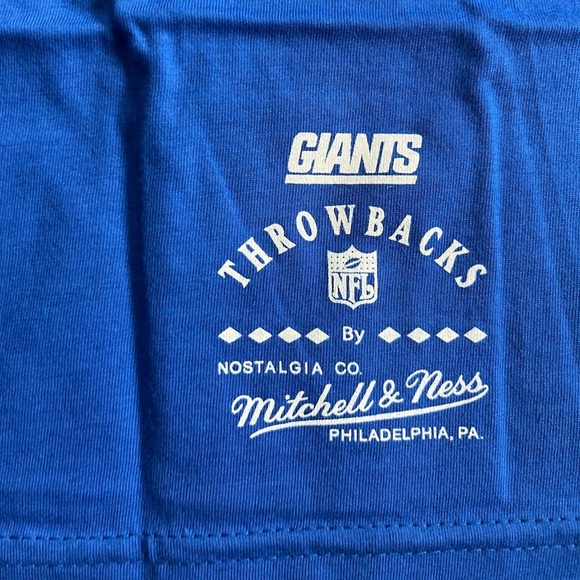 GIANTS
THROWBACKS
NFL
By
NOSTALGIA CO.
Mitchell & Ness
PHILADELPHIA, PA.